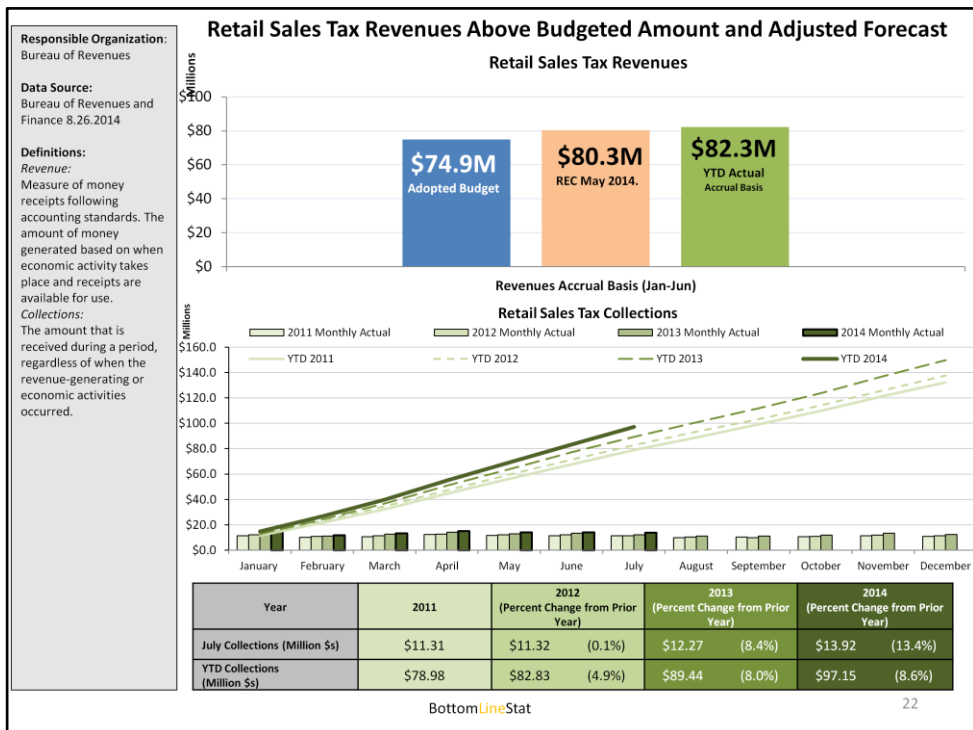 Retail Sales Tax Revenues Above Budgeted Amount and Adjusted Forecast
Responsible Organization:
Bureau of Revenues
Data Source:
Bureau of Revenues and
Finance 8.26.2014
Definitions:
Revenue:
Measure of money
receipts following
accounting standards. The
amount of money
generated based on when
economic activity takes
place and receipts are
available for use.
Collections:
The amount that is
received during a period,
regardless of when the
revenue-generating or
economic activities
occurred.
Retail Sales Tax Revenues
Millions
$100
$80
$60
$40
$20
$0
$74.9M
Adopted Budget
$80.3M
REC May 2014.
$82.3M
YTD Actual
Accrual Basis
Revenues Accrual Basis (Jan-Jun)
Retail Sales Tax Collections
Millions
2011 Monthly Actual 2012 Monthly Actual 2013 Monthly Actual 2014 Monthly Actual
YTD 2011 YTD 2012 YTD 2013 YTD 2014
$160.0
$140.0
$120.0
$100.0
$80.0
$60.0
$40.0
$20.0
$0.0
January February March April May June July August September October November December
Year 2011 2012 (Percent Change from Prior Year) 2013 (Percent Change from Prior Year) 2014 (Percent Change from Prior Year)
July Collections (Million $s) $11.31 $11.32 (0.1%) $12.27 (8.4%) $13.92 (13.4%)
YTD Collections (Million $s) $78.98 $82.83 (4.9%) $89.44 (8.0%) $97.15 (8.6%)
BottomLineStat
22